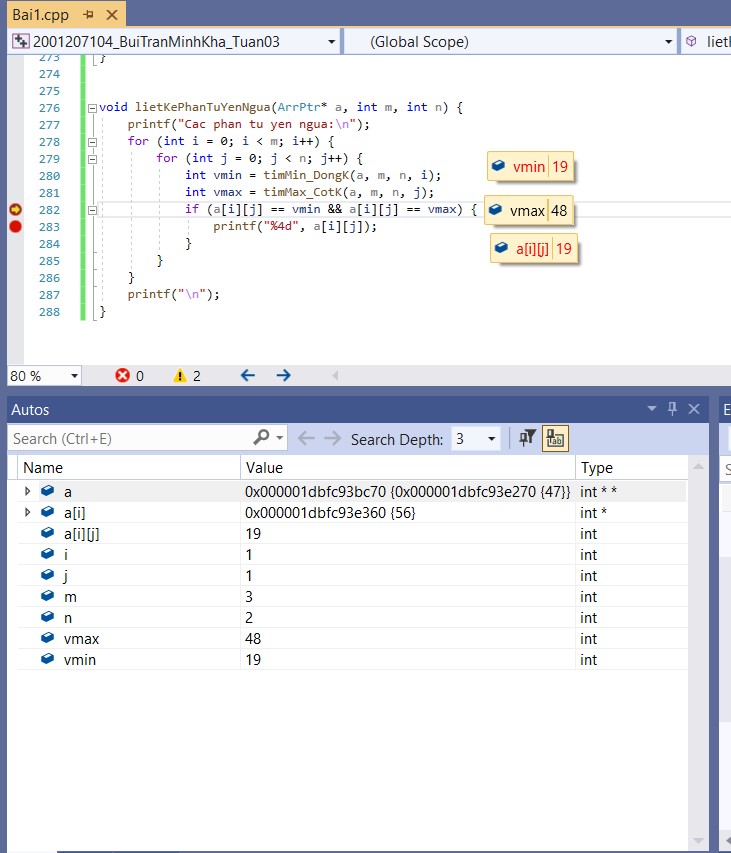 Bai1.cpp
2001207104_BuiTranMinhKha_Tuan03 (Global Scope)
273 }
274
275
276 void lietKePhanTuYenNgua(ArrPtr* a, int m, int n) {
277 printf("Cac phan tu yen ngua:\n");
278 for (int i = 0; i < m; i++) {
279 for (int j = 0; j < n; j++) {
280 int vmin = timMin_DongK(a, m, n, i);
vmin 19
281 int vmax = timMax_CotK(a, m, n, j);
282 if (a[i][j] == vmin && a[i][j] == vmax) {
vmax 48
283 printf("%4d", a[i][j]);
284 }
a[i][j] 19
285 }
286 }
287 printf("\n");
288 }
80 % 0 2
Autos
Search (Ctrl+E) Search Depth: 3
Name Value Type
a 0x000001dbfc93bc70 {0x000001dbfc93e270 {47}} int * *
a[i] 0x000001dbfc93e360 {56} int *
a[i][j] 19 int
i 1 int
j 1 int
m 3 int
n 2 int
vmax 48 int
vmin 19 int